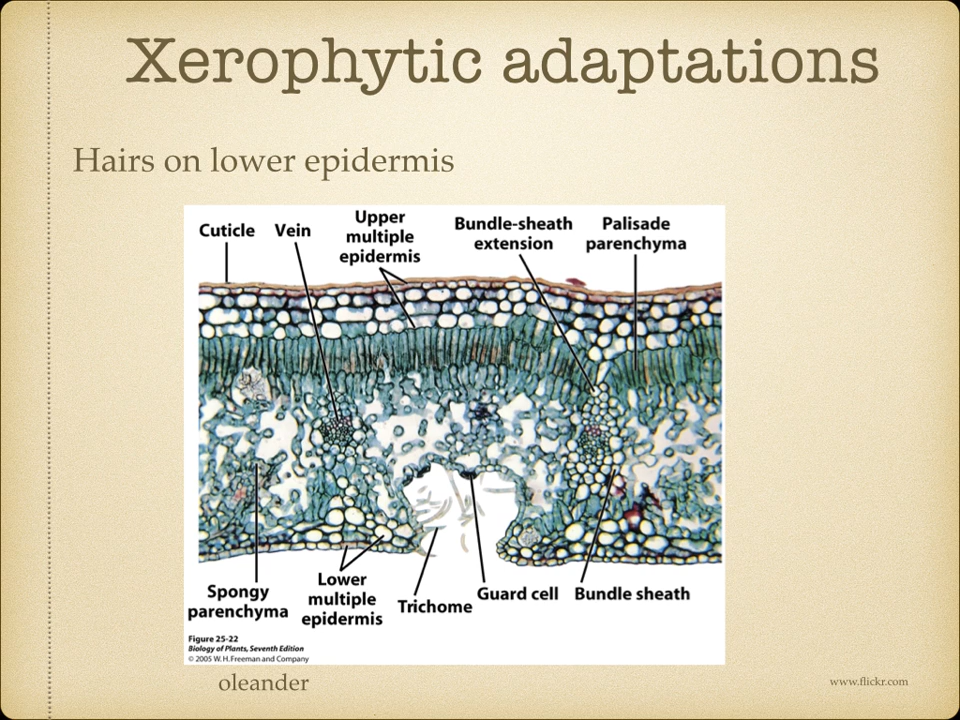 Xerophytic adaptations
Hairs on lower epidermis
Cuticle
Vein
Upper
multiple
epidermis
Bundle-sheath
extension
Palisade
parenchyma
Spongy
parenchyma
Lower
multiple
epidermis
Trichome
Guard cell
Bundle sheath
Figure 25-22
Biology of Plants, Seventh Edition
© 2005 W. H. Freeman and Company
oleander
www.flickr.com